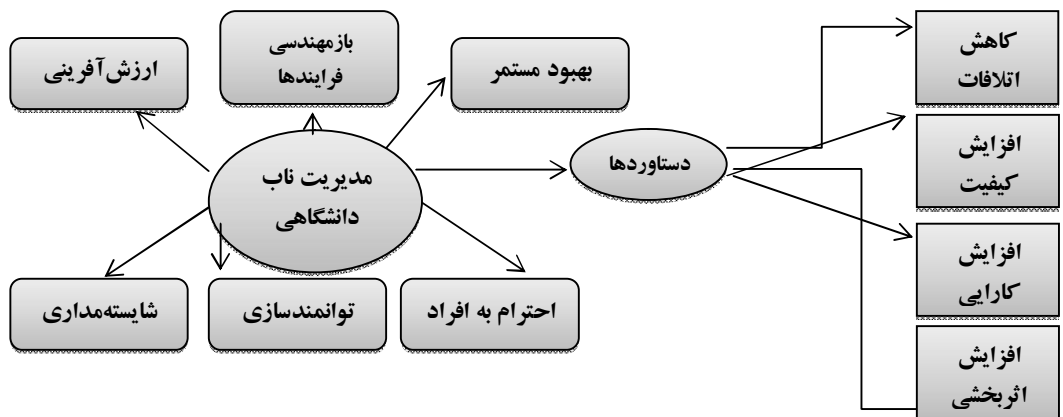 بازمهندسی
فرایندها
ارزش‌آفرینی
بهبود مستمر
کاهش
اتلافات
مدیریت ناب
دانشگاهی
دستاوردها
افزایش
کیفیت
افزایش
کارایی
احترام به افراد
توانمندسازی
شایسته‌مداری
افزایش
اثربخشی